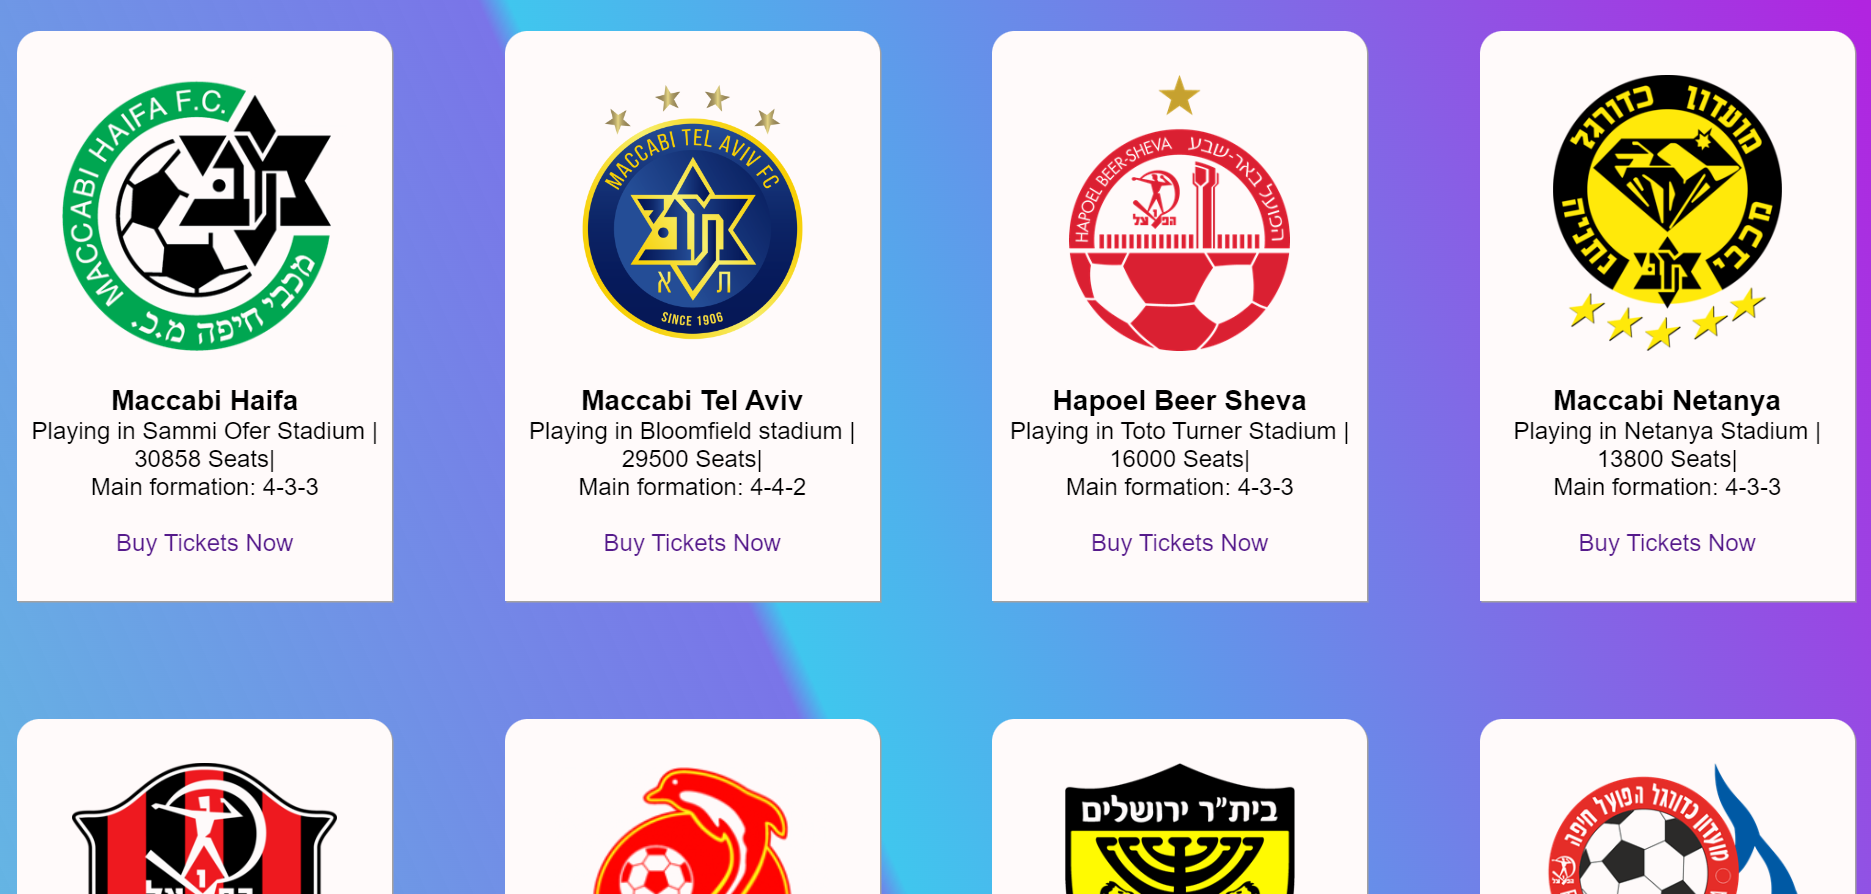 MACCABI HAIFA F.C.
מכבי חיפה מ.כ.
Maccabi Haifa
Playing in Sammi Ofer Stadium |
30858 Seats|
Main formation: 4-3-3
Buy Tickets Now
MACCABI TEL AVIV FC
מכבי
ת א
SINCE 1906
Maccabi Tel Aviv
Playing in Bloomfield stadium |
29500 Seats|
Main formation: 4-4-2
Buy Tickets Now
HAPOEL BEER-SHEVA הפועל באר-שבע
הפועל
Hapoel Beer Sheva
Playing in Toto Turner Stadium |
16000 Seats|
Main formation: 4-3-3
Buy Tickets Now
מועדון כדורגל
מכבי נתניה
Maccabi Netanya
Playing in Netanya Stadium |
13800 Seats|
Main formation: 4-3-3
Buy Tickets Now
בית״ר ירושלים
מועדון כדורגל הפועל חיפה